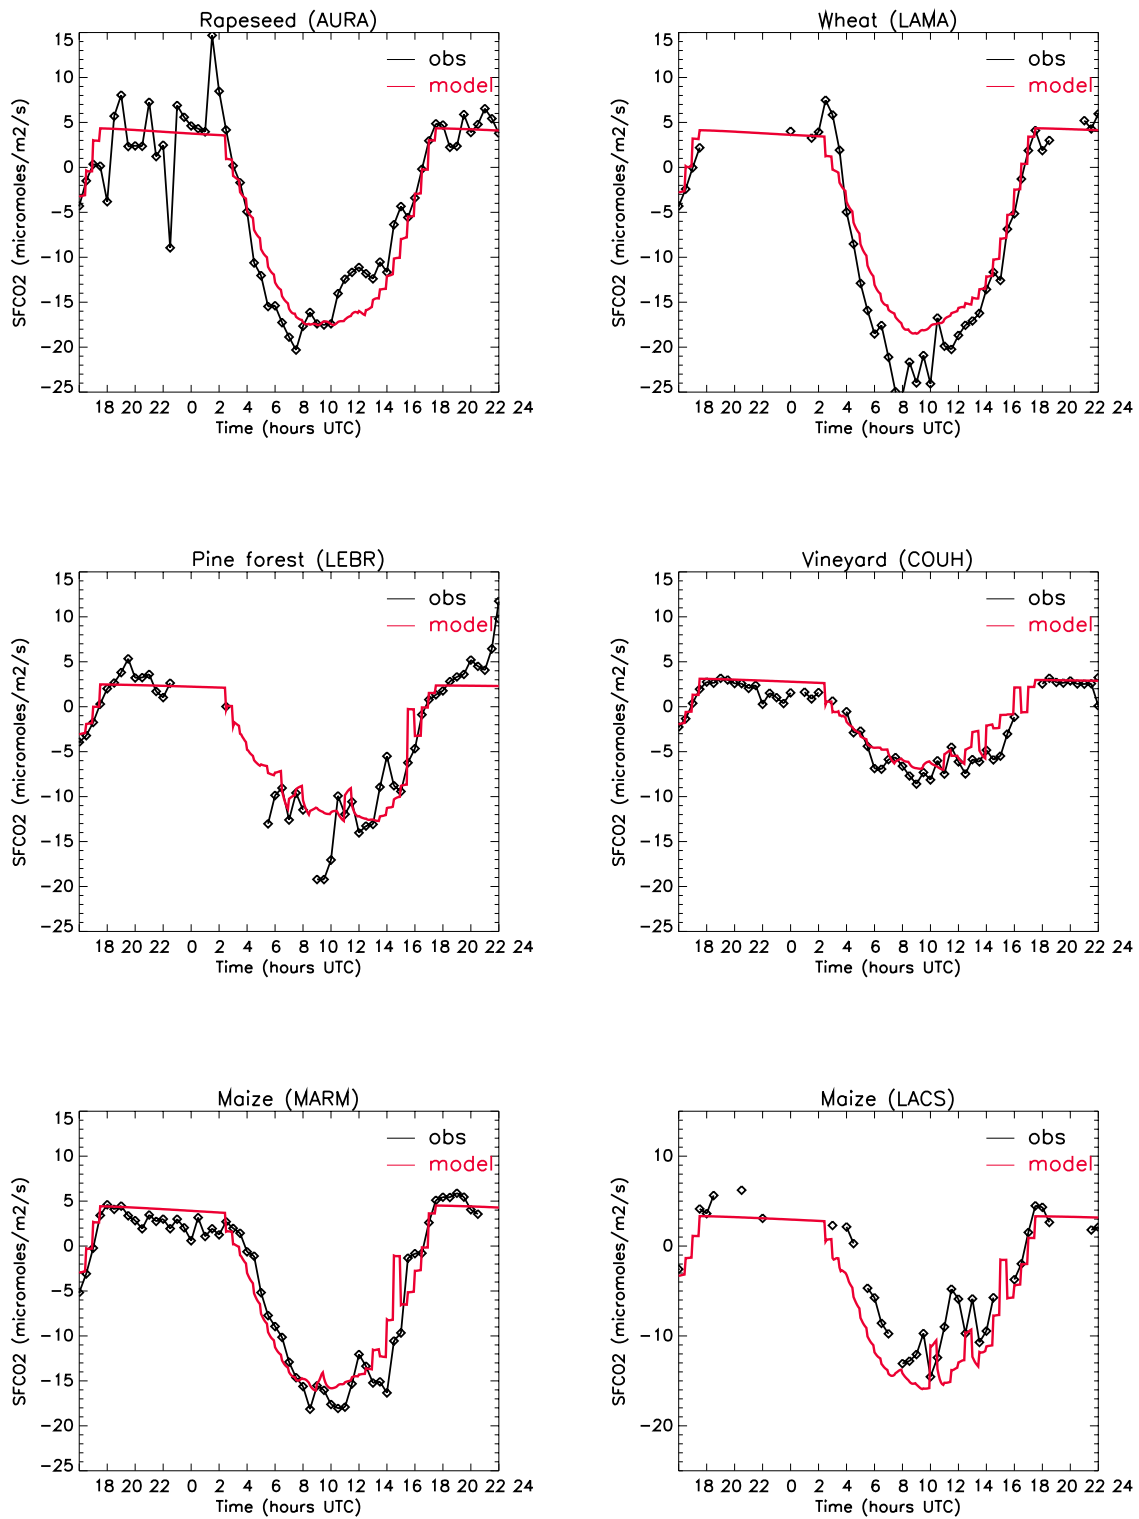 Rapeseed (AURA)
obs
model
15
10
5
0
−5
−10
−15
−20
−25
SFCO2 (micromoles/m2/s)
18 20 22 0 2 4 6 8 10 12 14 16 18 20 22 24
Time (hours UTC)
Wheat (LAMA)
obs
model
15
10
5
0
−5
−10
−15
−20
−25
SFCO2 (micromoles/m2/s)
18 20 22 0 2 4 6 8 10 12 14 16 18 20 22 24
Time (hours UTC)
Pine forest (LEBR)
obs
model
15
10
5
0
−5
−10
−15
−20
−25
SFCO2 (micromoles/m2/s)
18 20 22 0 2 4 6 8 10 12 14 16 18 20 22 24
Time (hours UTC)
Vineyard (COUH)
obs
model
15
10
5
0
−5
−10
−15
−20
−25
SFCO2 (micromoles/m2/s)
18 20 22 0 2 4 6 8 10 12 14 16 18 20 22 24
Time (hours UTC)
Maize (MARM)
obs
model
15
10
5
0
−5
−10
−15
−20
−25
SFCO2 (micromoles/m2/s)
18 20 22 0 2 4 6 8 10 12 14 16 18 20 22 24
Time (hours UTC)
Maize (LACS)
obs
model
10
0
−10
−20
SFCO2 (micromoles/m2/s)
18 20 22 0 2 4 6 8 10 12 14 16 18 20 22 24
Time (hours UTC)